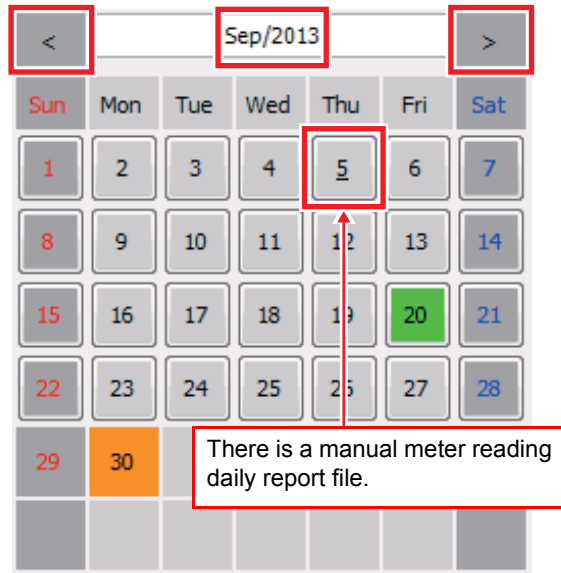 < Sep/2013 >
Sun Mon Tue Wed Thu Fri Sat
1 2 3 4 5 6 7
8 9 10 11 12 13 14
15 16 17 18 19 20 21
22 23 24 25 26 27 28
29 30
There is a manual meter reading
daily report file.